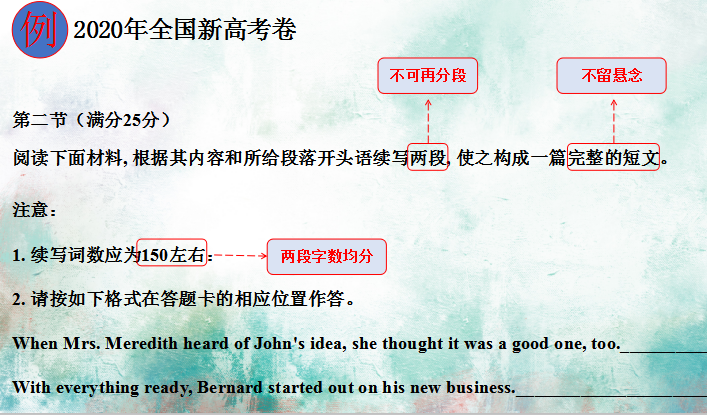 例 2020年全国新高考卷
不可再分段 不留悬念
第二节（满分25分）
阅读下面材料, 根据其内容和所给段落开头语续写两段, 使之构成一篇完整的短文。
注意：
1. 续写词数应为150左右； 两段字数均分
2. 请按如下格式在答题卡的相应位置作答。
When Mrs. Meredith heard of John's idea, she thought it was a good one, too.__________
With everything ready, Bernard started out on his new business.____________________